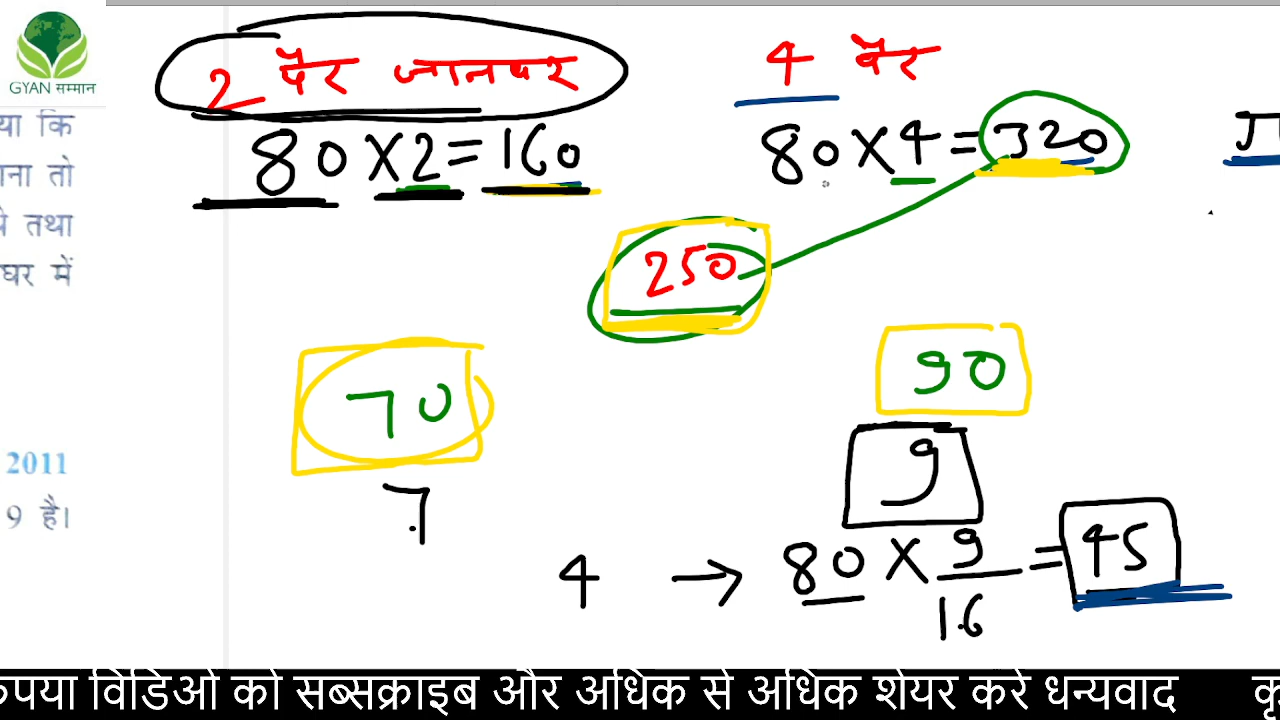 GYAN सम्मान
2 पैर जानवर
4 पैर
80 X 2 = 160
80 X 4 = 320
या कि
ाना तो
ये तथा
घर में
250
70
90
7
9
2011
9 है।
4 → 80 X 9/16 = 45
कृपया विडिओ को सब्सक्राइब और अधिक से अधिक शेयर करे धन्यवाद
कृ